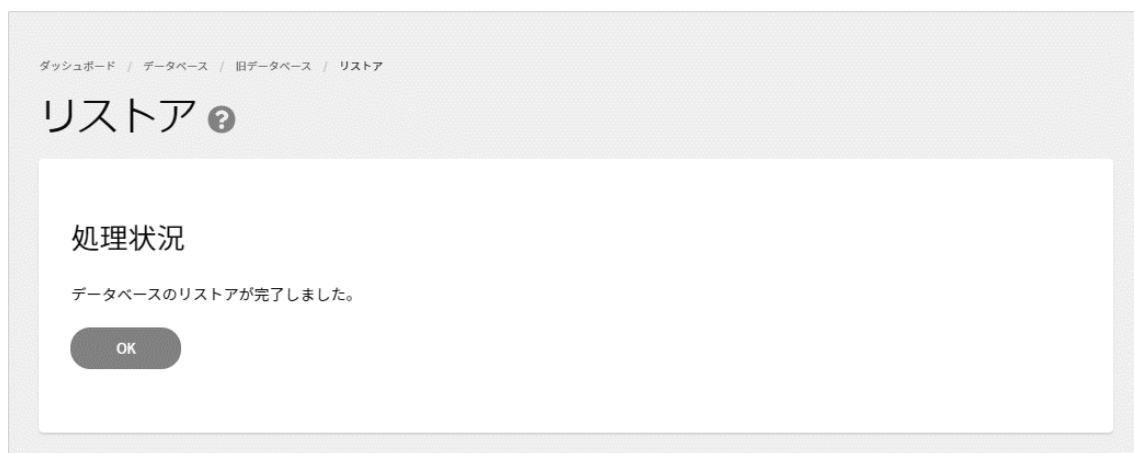 ダッシュボード / データベース / 旧データベース / リストア
リストア ?
処理状況
データベースのリストアが完了しました。
OK